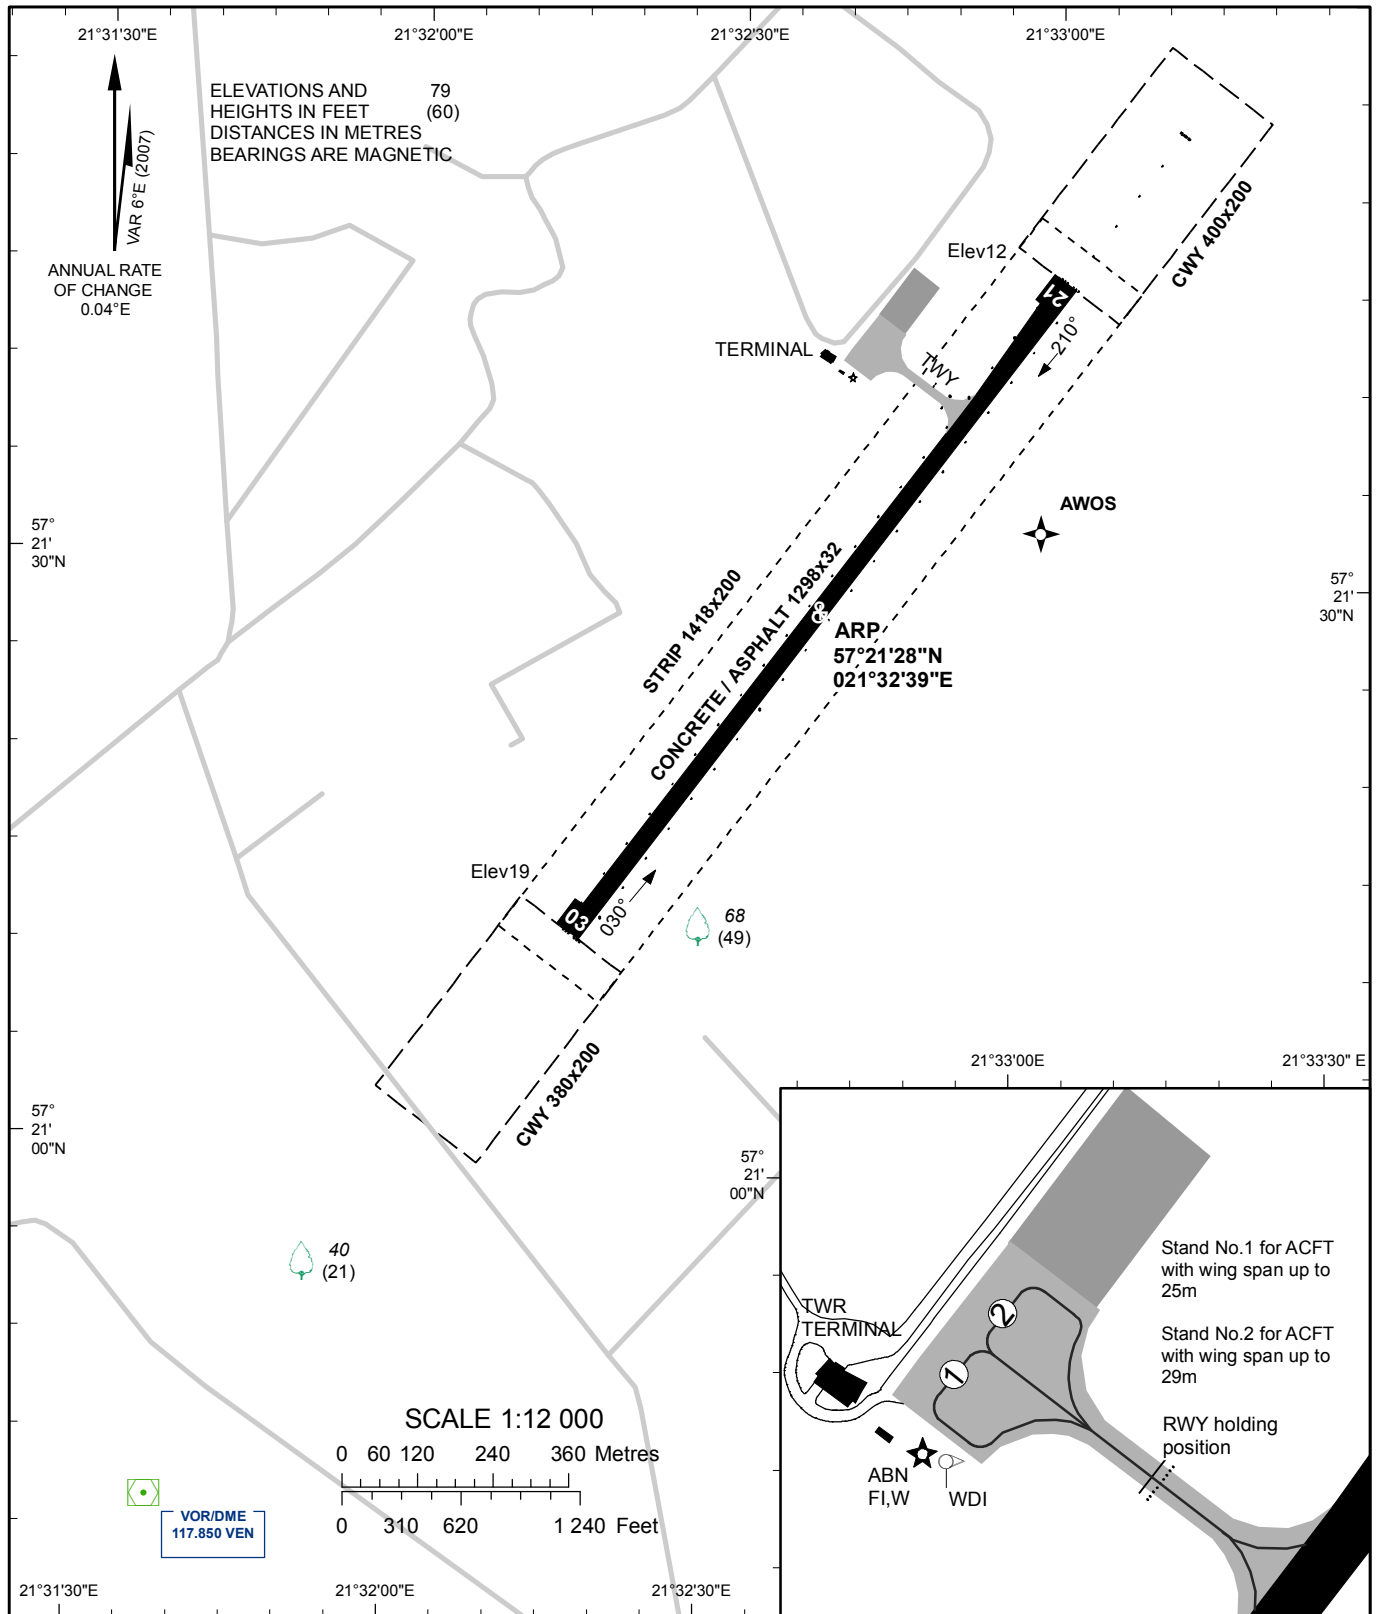 21°31'30"E
21°32'00"E
21°32'30"E
21°33'00"E
ELEVATIONS AND 79
HEIGHTS IN FEET (60)
DISTANCES IN METRES
BEARINGS ARE MAGNETIC
VAR 6°E (2007)
ANNUAL RATE
OF CHANGE
0.04°E
Elev12
CWY 400x200
21
210°
TERMINAL
TWY
AWOS
57°
21'
30"N
57°
21'
30"N
STRIP 1418x200
CONCRETE / ASPHALT 1298x32
ARP
57°21'28"N
021°32'39"E
Elev19
03
030°
68
(49)
CWY 380x200
57°
21'
00"N
21°33'00E
21°33'30" E
57°
21'
00"N
40
(21)
TWR
TERMINAL
2
1
Stand No.1 for ACFT
with wing span up to
25m
Stand No.2 for ACFT
with wing span up to
29m
RWY holding
position
ABN
FI,W
WDI
SCALE 1:12 000
0 60 120 240 360 Metres
0 310 620 1 240 Feet
VOR/DME
117.850 VEN
21°31'30"E
21°32'00"E
21°32'30"E